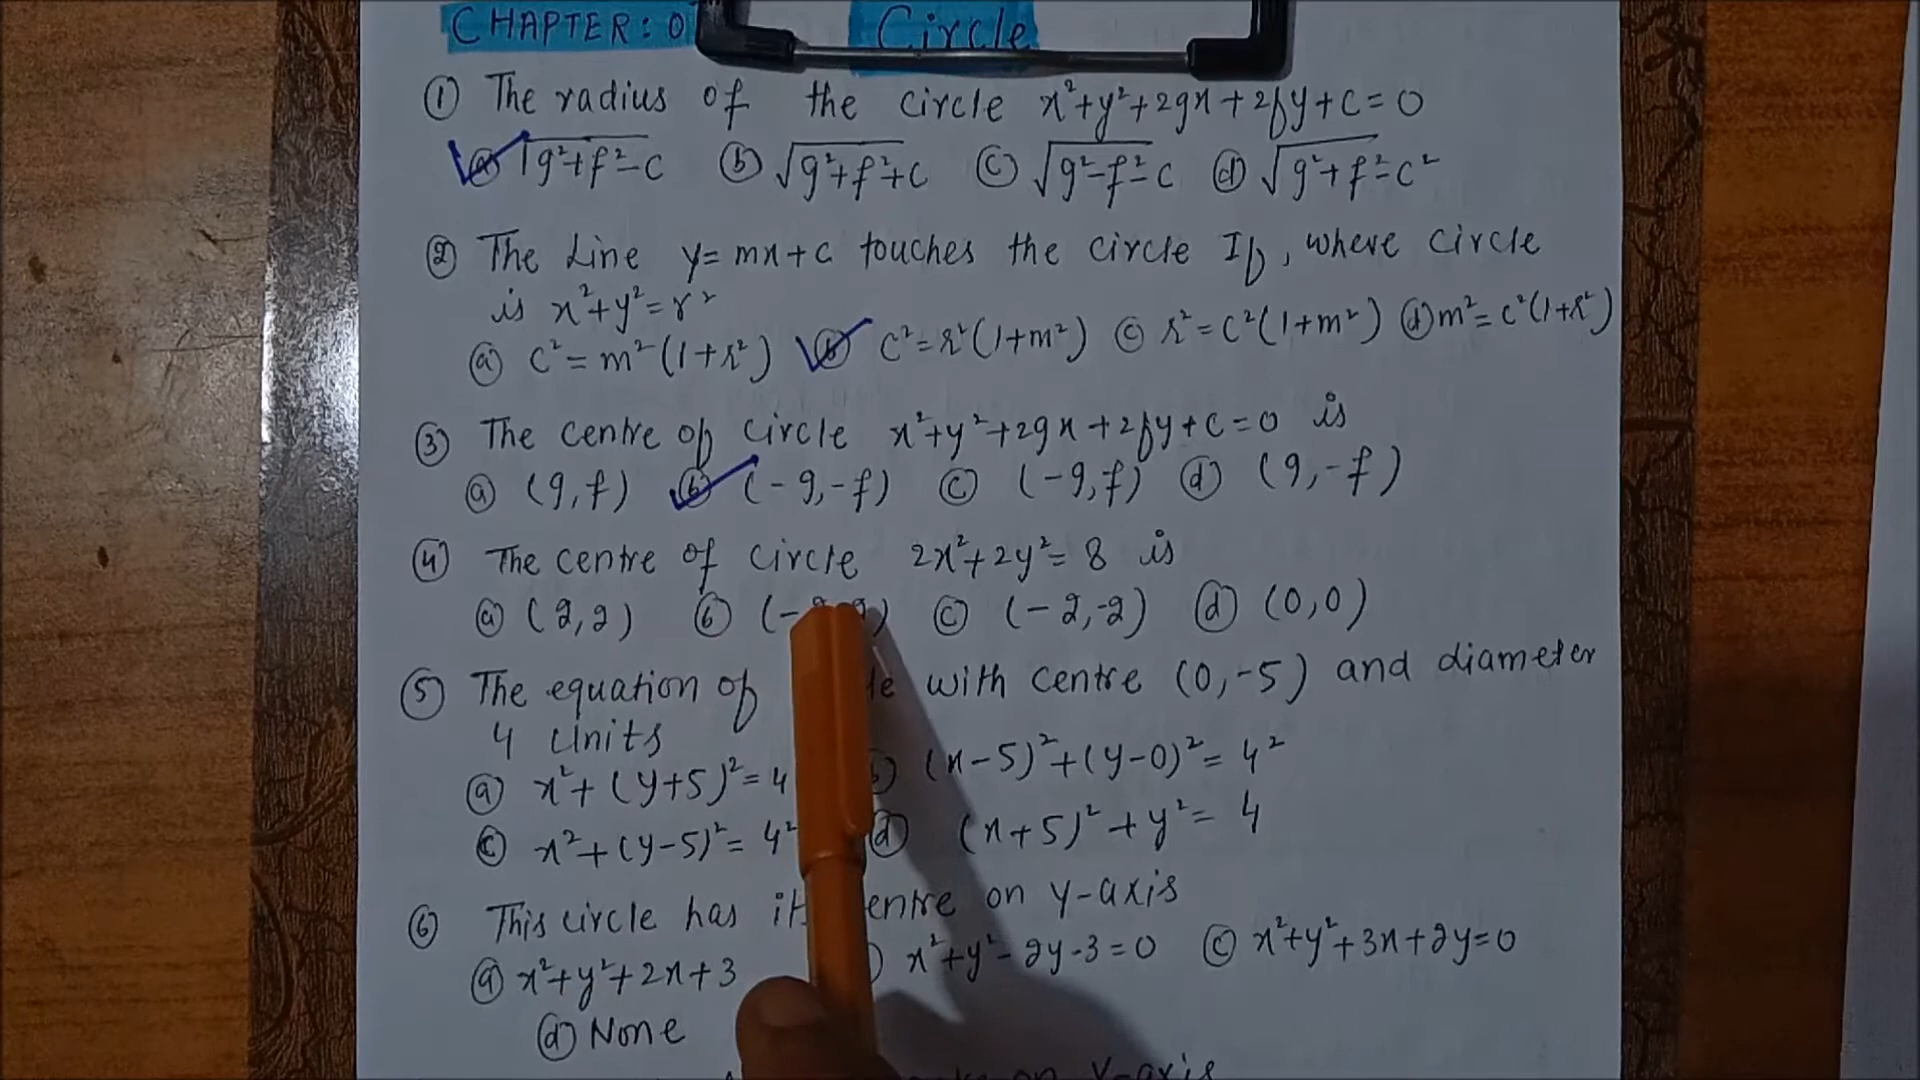 CHAPTER: 0 Circle
① The radius of the circle x²+y²+2gx+2fy+c=0
ⓐ √g²+f²-c ⓑ √g²+f²+c ⓒ √g²-f²-c ⓓ √g²+f²-c²
② The Line y=mx+c touches the circle If, where circle
is x²+y²=r²
ⓐ c²=m²(1+r²) ⓑ c²=r²(1+m²) ⓒ r²=c²(1+m²) ⓓ m²=c²(1+r²)
③ The centre of circle x²+y²+2gx+2fy+c=0 is
ⓐ (g,f) ⓑ (-g,-f) ⓒ (-g,f) ⓓ (g,-f)
④ The centre of circle 2x²+2y²=8 is
ⓐ (2,2) ⓑ (- ) ⓒ (-2,-2) ⓓ (0,0)
⑤ The equation of le with centre (0,-5) and diameter
4 Units
ⓐ x²+(y+5)²=4 (x-5)²+(y-0)²=4²
ⓒ x²+(y-5)²=4² ⓓ (x+5)²+y²=4
⑥ This circle has it entre on y-axis
ⓐ x²+y²+2x+3 x²+y²-2y-3=0 ⓒ x²+y²+3x+2y=0
ⓓ None
on